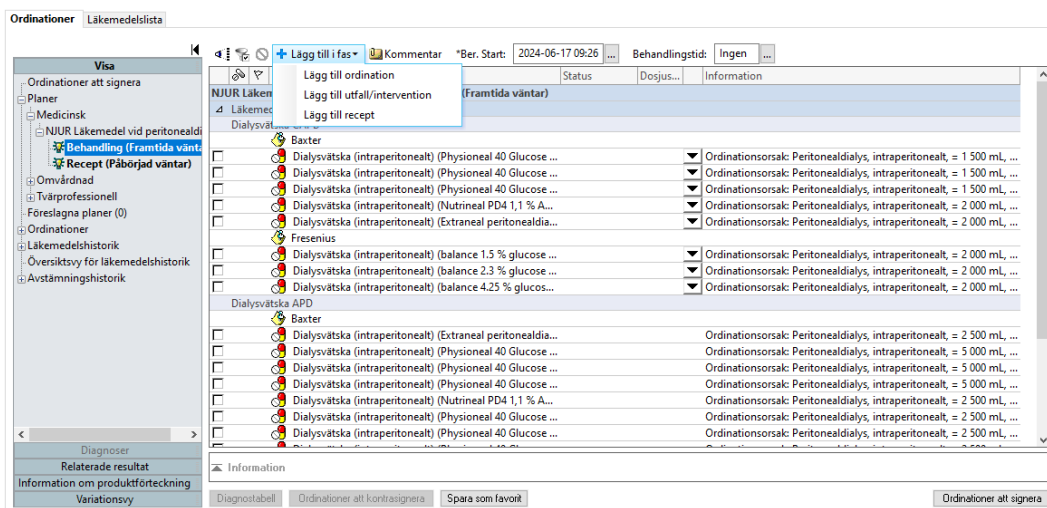 Ordinationer Läkemedelslista
+ Lägg till i fas Kommentar *Ber. Start: 2024-06-17 09:26 ... Behandlingstid: Ingen ...
Visa
Ordinationer att signera
Planer
Medicinsk
NJUR Läkemedel vid peritonealdi
Behandling (Framtida vänta
Recept (Påbörjad väntar)
Omvårdnad
Tvärprofessionell
Föreslagna planer (0)
Ordinationer
Läkemedelshistorik
Översiktsvy för läkemedelshistorik
Avstämningshistorik
Diagnoser
Relaterade resultat
Information om produktförteckning
Variationsvy
Lägg till ordination
Lägg till utfall/intervention
Lägg till recept
Status Dosjus... Information
NJUR Läkem (Framtida väntar)
Läkemed
Dialysvätska CAPD
Baxter
Dialysvätska (intraperitonealt) (Physioneal 40 Glucose ... Ordinationsorsak: Peritonealdialys, intraperitonealt, = 1 500 mL, ...
Dialysvätska (intraperitonealt) (Physioneal 40 Glucose ... Ordinationsorsak: Peritonealdialys, intraperitonealt, = 1 500 mL, ...
Dialysvätska (intraperitonealt) (Physioneal 40 Glucose ... Ordinationsorsak: Peritonealdialys, intraperitonealt, = 1 500 mL, ...
Dialysvätska (intraperitonealt) (Nutrineal PD4 1,1 % A... Ordinationsorsak: Peritonealdialys, intraperitonealt, = 2 000 mL, ...
Dialysvätska (intraperitonealt) (Extraneal peritonealdia... Ordinationsorsak: Peritonealdialys, intraperitonealt, = 2 000 mL, ...
Fresenius
Dialysvätska (intraperitonealt) (balance 1.5 % glucose ... Ordinationsorsak: Peritonealdialys, intraperitonealt, = 2 000 mL, ...
Dialysvätska (intraperitonealt) (balance 2.3 % glucose ... Ordinationsorsak: Peritonealdialys, intraperitonealt, = 2 000 mL, ...
Dialysvätska (intraperitonealt) (balance 4.25 % glucos... Ordinationsorsak: Peritonealdialys, intraperitonealt, = 2 000 mL, ...
Dialysvätska APD
Baxter
Dialysvätska (intraperitonealt) (Extraneal peritonealdia... Ordinationsorsak: Peritonealdialys, intraperitonealt, = 2 500 mL, ...
Dialysvätska (intraperitonealt) (Physioneal 40 Glucose ... Ordinationsorsak: Peritonealdialys, intraperitonealt, = 5 000 mL, ...
Dialysvätska (intraperitonealt) (Physioneal 40 Glucose ... Ordinationsorsak: Peritonealdialys, intraperitonealt, = 5 000 mL, ...
Dialysvätska (intraperitonealt) (Physioneal 40 Glucose ... Ordinationsorsak: Peritonealdialys, intraperitonealt, = 5 000 mL, ...
Dialysvätska (intraperitonealt) (Nutrineal PD4 1,1 % A... Ordinationsorsak: Peritonealdialys, intraperitonealt, = 2 500 mL, ...
Dialysvätska (intraperitonealt) (Physioneal 40 Glucose ... Ordinationsorsak: Peritonealdialys, intraperitonealt, = 2 500 mL, ...
Dialysvätska (intraperitonealt) (Physioneal 40 Glucose ... Ordinationsorsak: Peritonealdialys, intraperitonealt, = 2 500 mL, ...
Information
Diagnostabell Ordinationer att kontrasignera Spara som favorit Ordinationer att signera